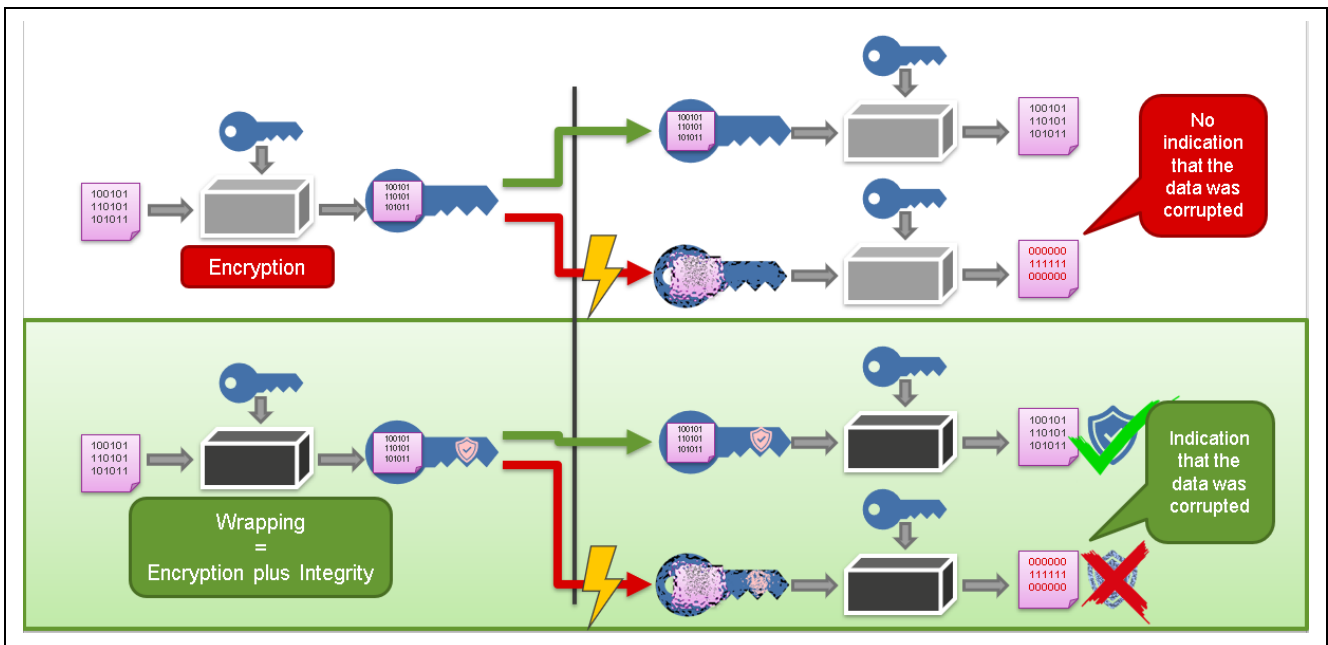 100101
110101
101011
Encryption
100101
110101
101011
100101
110101
101011
100101
110101
101011
No
indication
that the
data was
corrupted
000000
111111
000000
100101
110101
101011
Wrapping
=
Encryption plus Integrity
100101
110101
101011
100101
110101
101011
100101
110101
101011
Indication
that the
data was
corrupted
000000
111111
000000